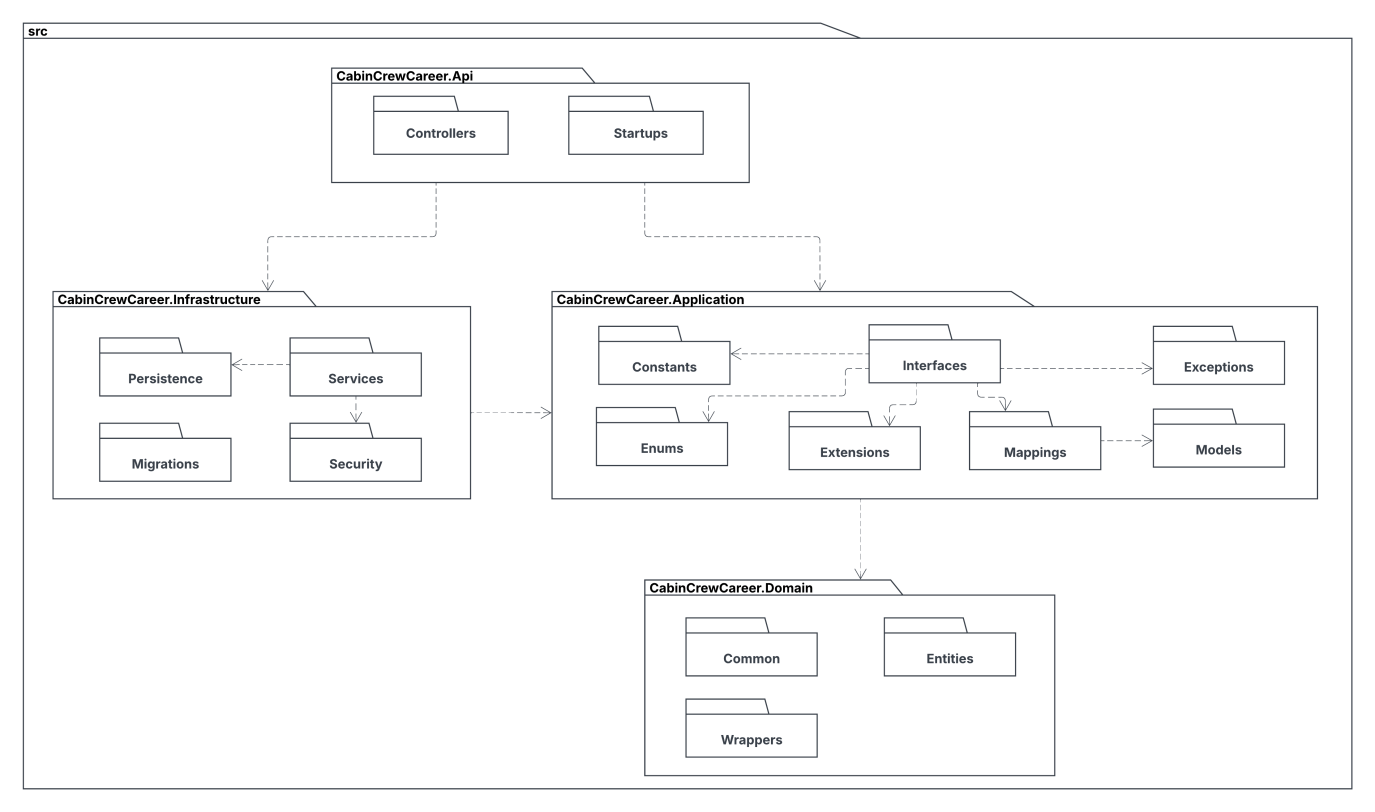 src
CabinCrewCareer.Api
Controllers
Startups
CabinCrewCareer.Infrastructure
Persistence
Services
Migrations
Security
CabinCrewCareer.Application
Constants
Interfaces
Exceptions
Enums
Extensions
Mappings
Models
CabinCrewCareer.Domain
Common
Entities
Wrappers